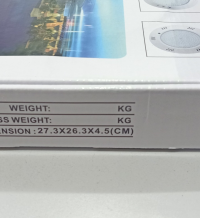 WEIGHT: KG
SS WEIGHT: KG
ENSION : 27.3X26.3X4.5(CM)